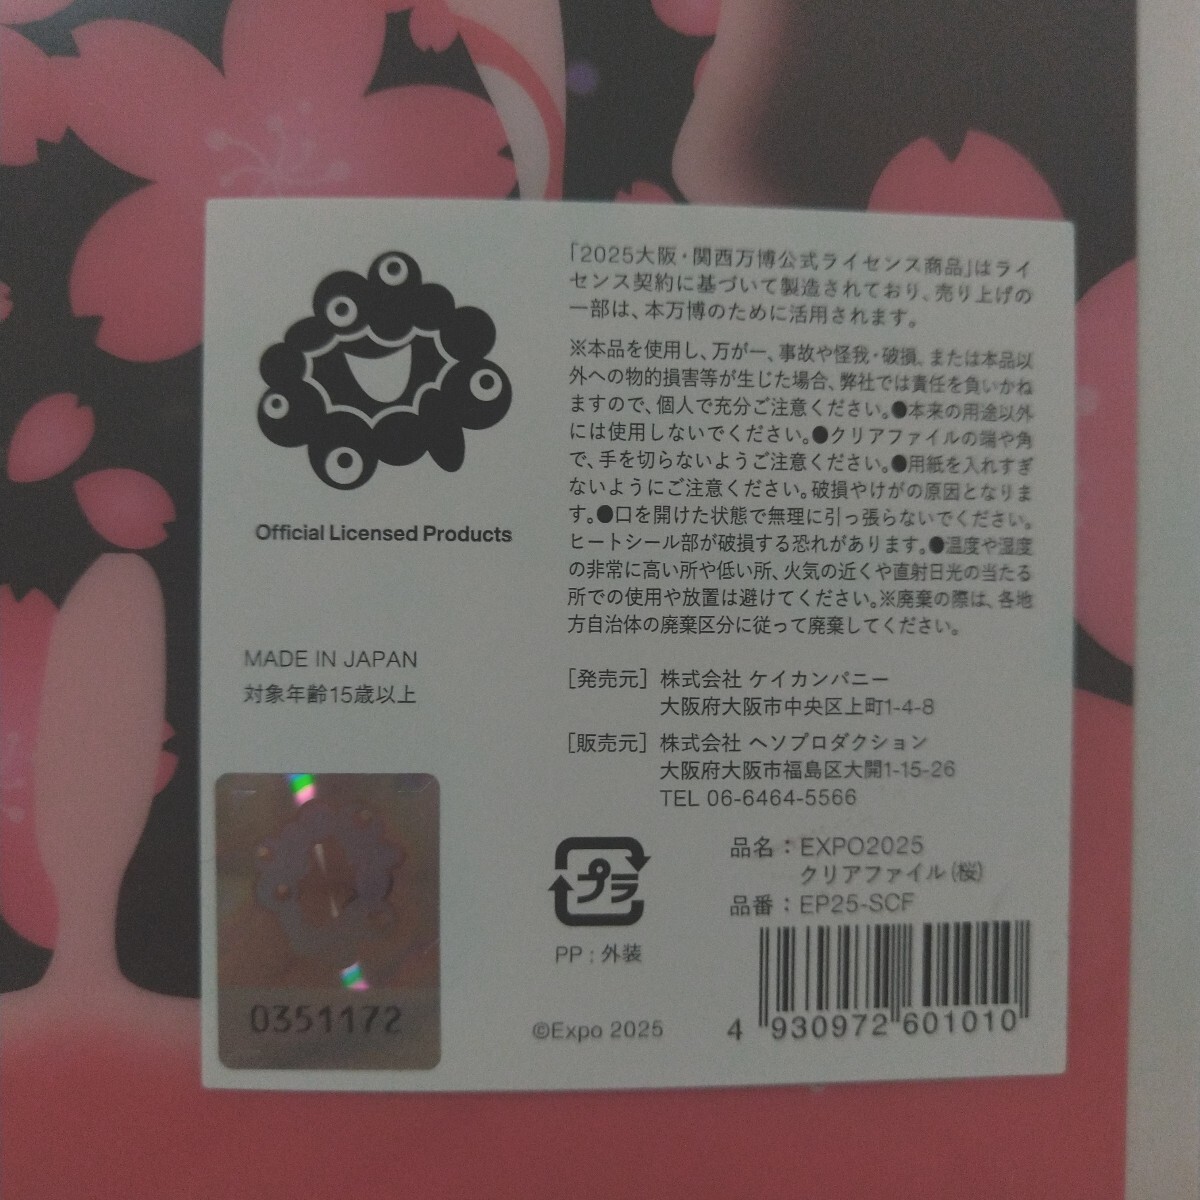 「2025大阪・関西万博公式ライセンス商品」はライ
センス契約に基づいて製造されており、売り上げの
一部は、本万博のために活用されます。
※本品を使用し、万が一、事故や怪我・破損、または本品以
外への物的損害等が生じた場合、弊社では責任を負いかね
ますので、個人で充分ご注意ください。●本来の用途以外
には使用しないでください。●クリアファイルの端や角
で、手を切らないようご注意ください。●用紙を入れすぎ
ないようにご注意ください。破損やけがの原因となりま
す。●口を開けた状態で無理に引っ張らないでください。
ヒートシール部が破損する恐れがあります。●温度や湿度
の非常に高い所や低い所、火気の近くや直射日光の当たる
所での使用や放置は避けてください。※廃棄の際は、各地
方自治体の廃棄区分に従って廃棄してください。
Official Licensed Products
MADE IN JAPAN
対象年齢15歳以上
［発売元］ 株式会社 ケイカンパニー
大阪府大阪市中央区上町1-4-8
［販売元］ 株式会社 ヘソプロダクション
大阪府大阪市福島区大開1-15-26
TEL 06-6464-5566
0351172
プラ
PP : 外装
©Expo 2025
品名：EXPO2025
クリアファイル（桜）
品番：EP25-SCF
4 930972 601010